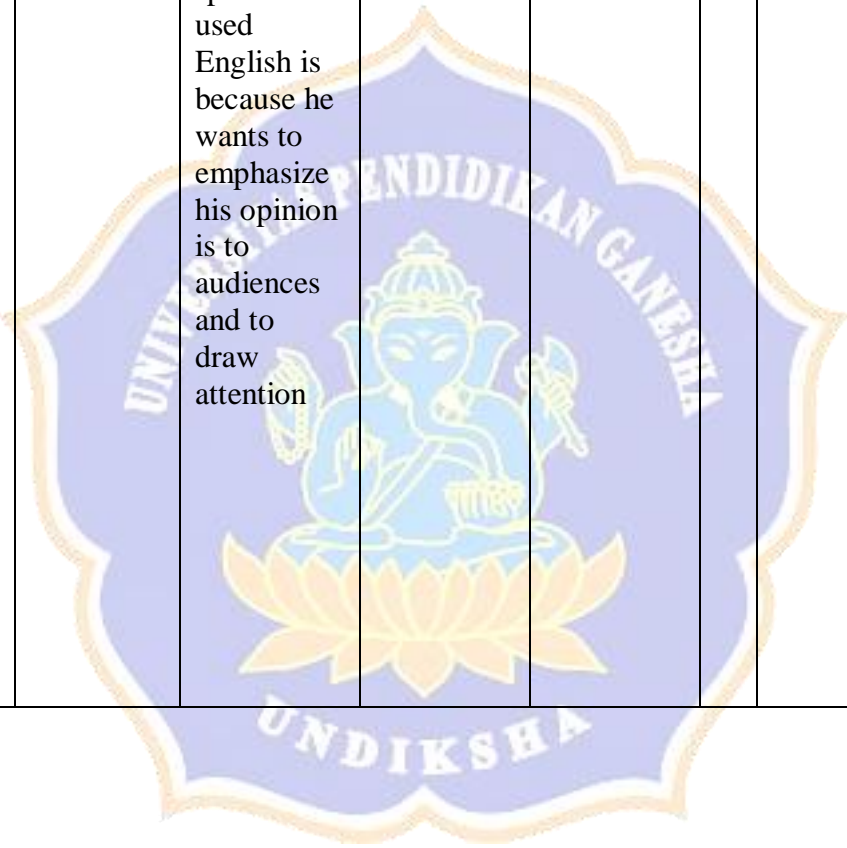 used
English is
because he
wants to
emphasize
his opinion
is to
audiences
and to
draw
attention
UNIVERSITAS PENDIDIKAN GANESHA
UNDIKSHA